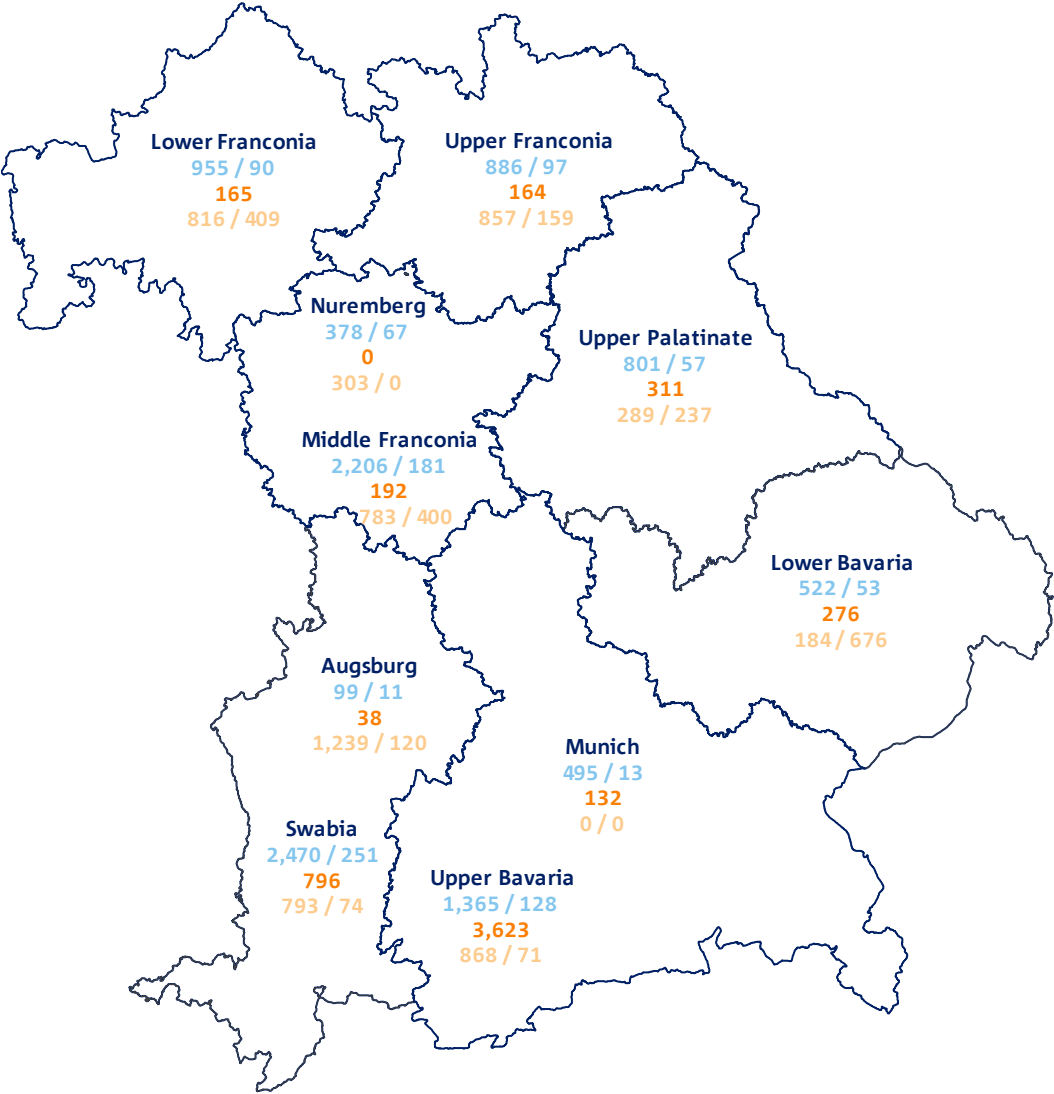 Lower Franconia
955 / 90
165
816 / 409
Upper Franconia
886 / 97
164
857 / 159
Nuremberg
378 / 67
0
303 / 0
Upper Palatinate
801 / 57
311
289 / 237
Middle Franconia
2,206 / 181
192
783 / 400
Lower Bavaria
522 / 53
276
184 / 676
Augsburg
99 / 11
38
1,239 / 120
Munich
495 / 13
132
0 / 0
Swabia
2,470 / 251
796
793 / 74
Upper Bavaria
1,365 / 128
3,623
868 / 71